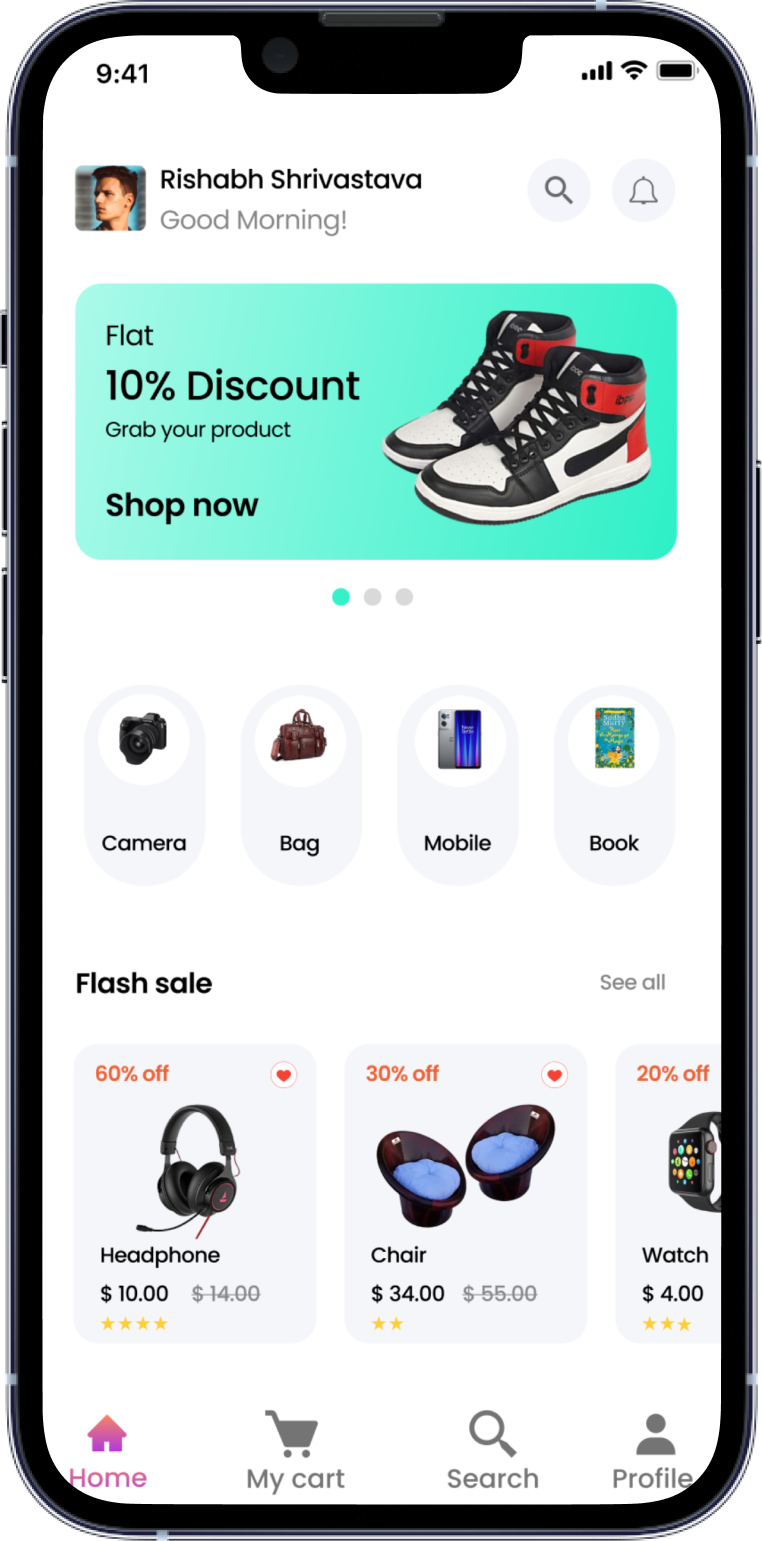 9:41
Rishabh Shrivastava
Good Morning!
Flat
10% Discount
Grab your product
Shop now
Camera
Bag
Mobile
Book
Flash sale
See all
60% off
30% off
20% off
Headphone
Chair
Watch
$ 10.00 $ 14.00
$ 34.00 $ 55.00
$ 4.00
Home
My cart
Search
Profile